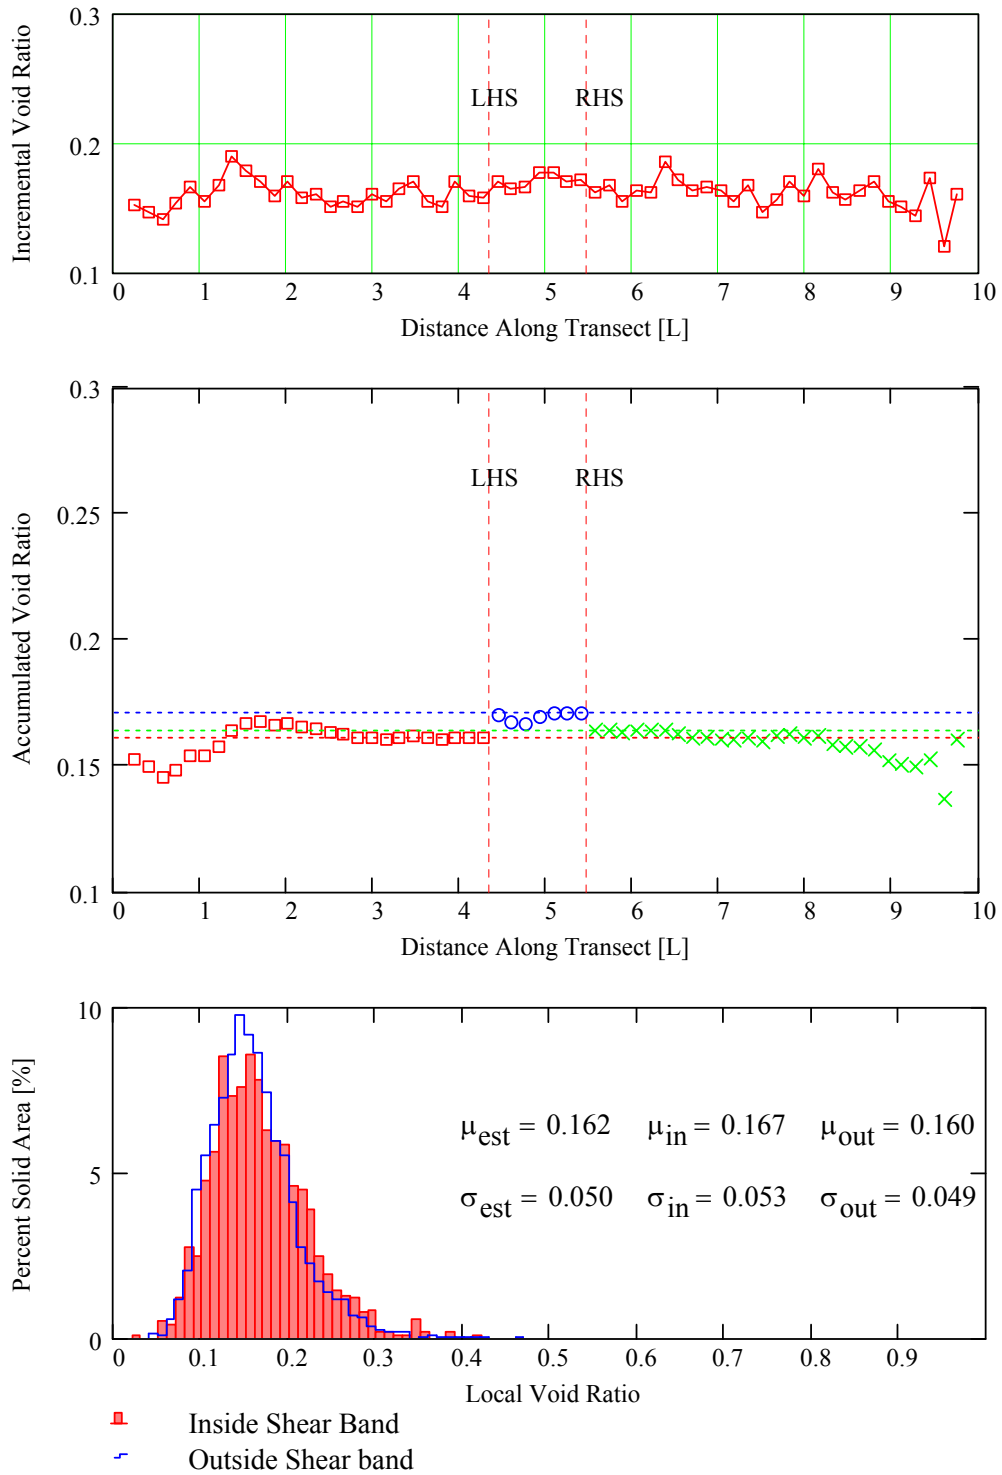 0.3
0.2
0.1
Incremental Void Ratio
LHS RHS
0 1 2 3 4 5 6 7 8 9 10
Distance Along Transect [L]
0.3
0.25
0.2
0.15
0.1
Accumulated Void Ratio
LHS RHS
0 1 2 3 4 5 6 7 8 9 10
Distance Along Transect [L]
10
5
0
Percent Solid Area [%]
μest = 0.162 μin = 0.167 μout = 0.160
σest = 0.050 σin = 0.053 σout = 0.049
0 0.1 0.2 0.3 0.4 0.5 0.6 0.7 0.8 0.9
Local Void Ratio
Inside Shear Band
Outside Shear band